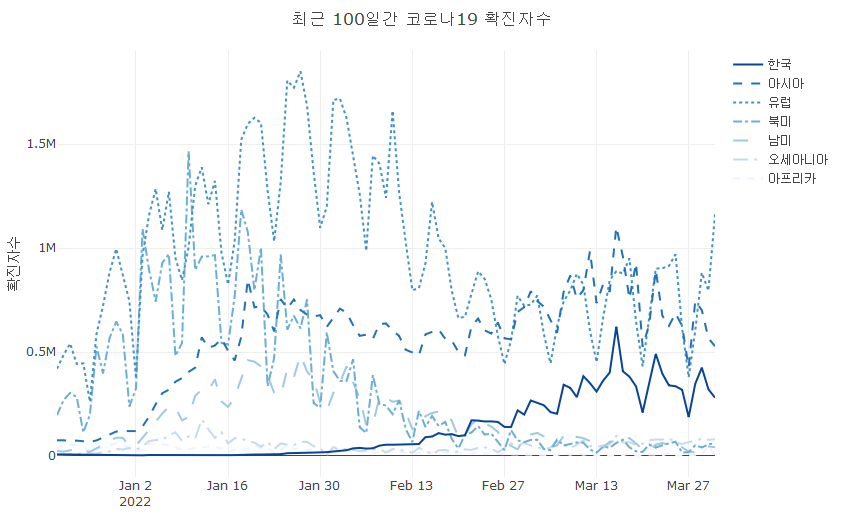 최근 100일간 코로나19 확진자수
확진자수
1.5M
1M
0.5M
0
Jan 2
2022
Jan 16
Jan 30
Feb 13
Feb 27
Mar 13
Mar 27
한국
아시아
유럽
북미
남미
오세아니아
아프리카